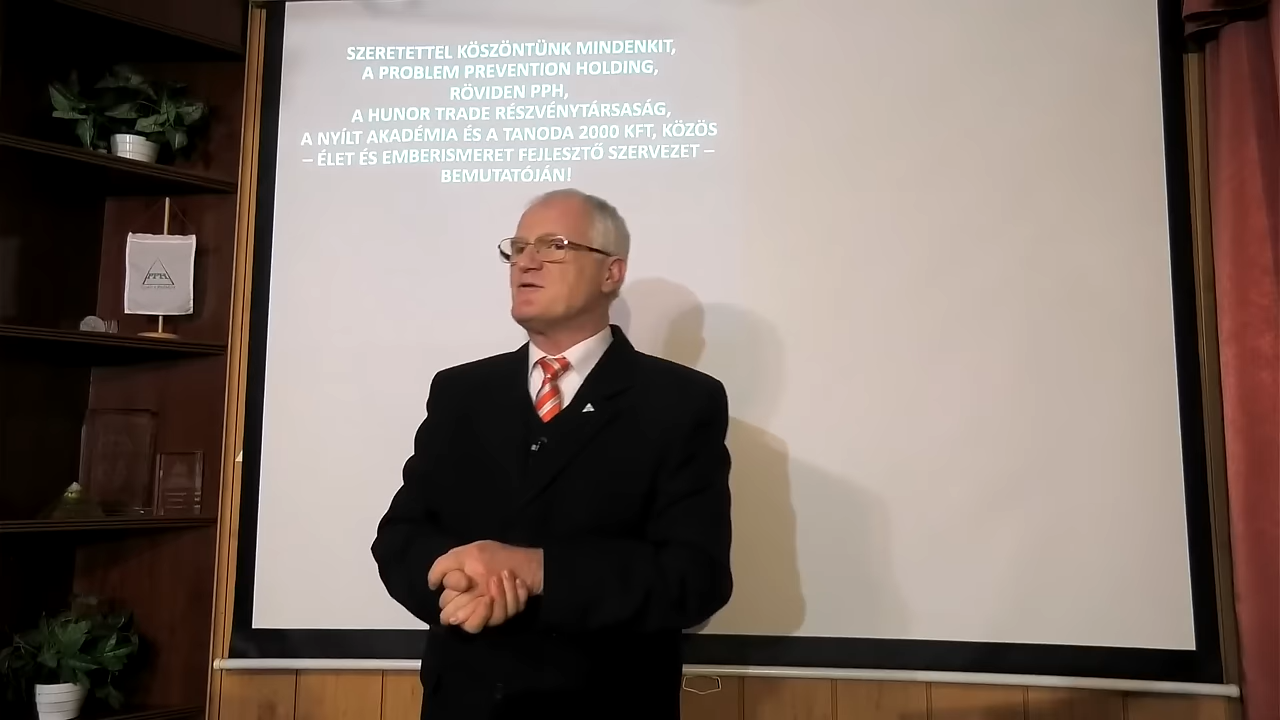 SZERETETTEL KÖSZÖNTÜNK MINDENKIT,
A PROBLEM PREVENTION HOLDING,
RÖVIDEN PPH,
A HUNOR TRADE RÉSZVÉNYTÁRSASÁG,
A NYÍLT AKADÉMIA ÉS A TANODA 2000 KFT, KÖZÖS
– ÉLET ÉS EMBERISMERET FEJLESZTŐ SZERVEZET –
BEMUTATÓJÁN!
PPH